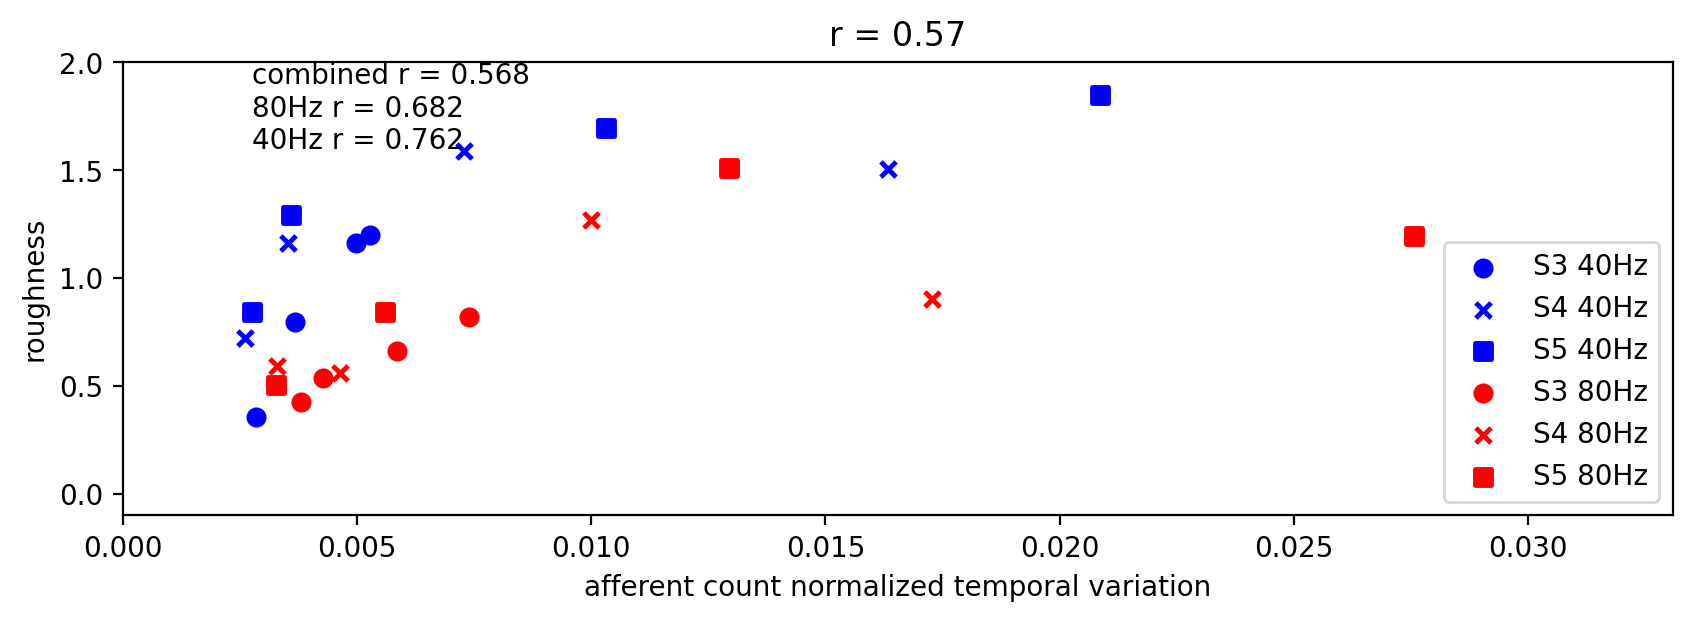 r = 0.57
combined r = 0.568
80Hz r = 0.682
40Hz r = 0.762
2.0
1.5
1.0
0.5
0.0
roughness
S3 40Hz
S4 40Hz
S5 40Hz
S3 80Hz
S4 80Hz
S5 80Hz
0.000 0.005 0.010 0.015 0.020 0.025 0.030
afferent count normalized temporal variation